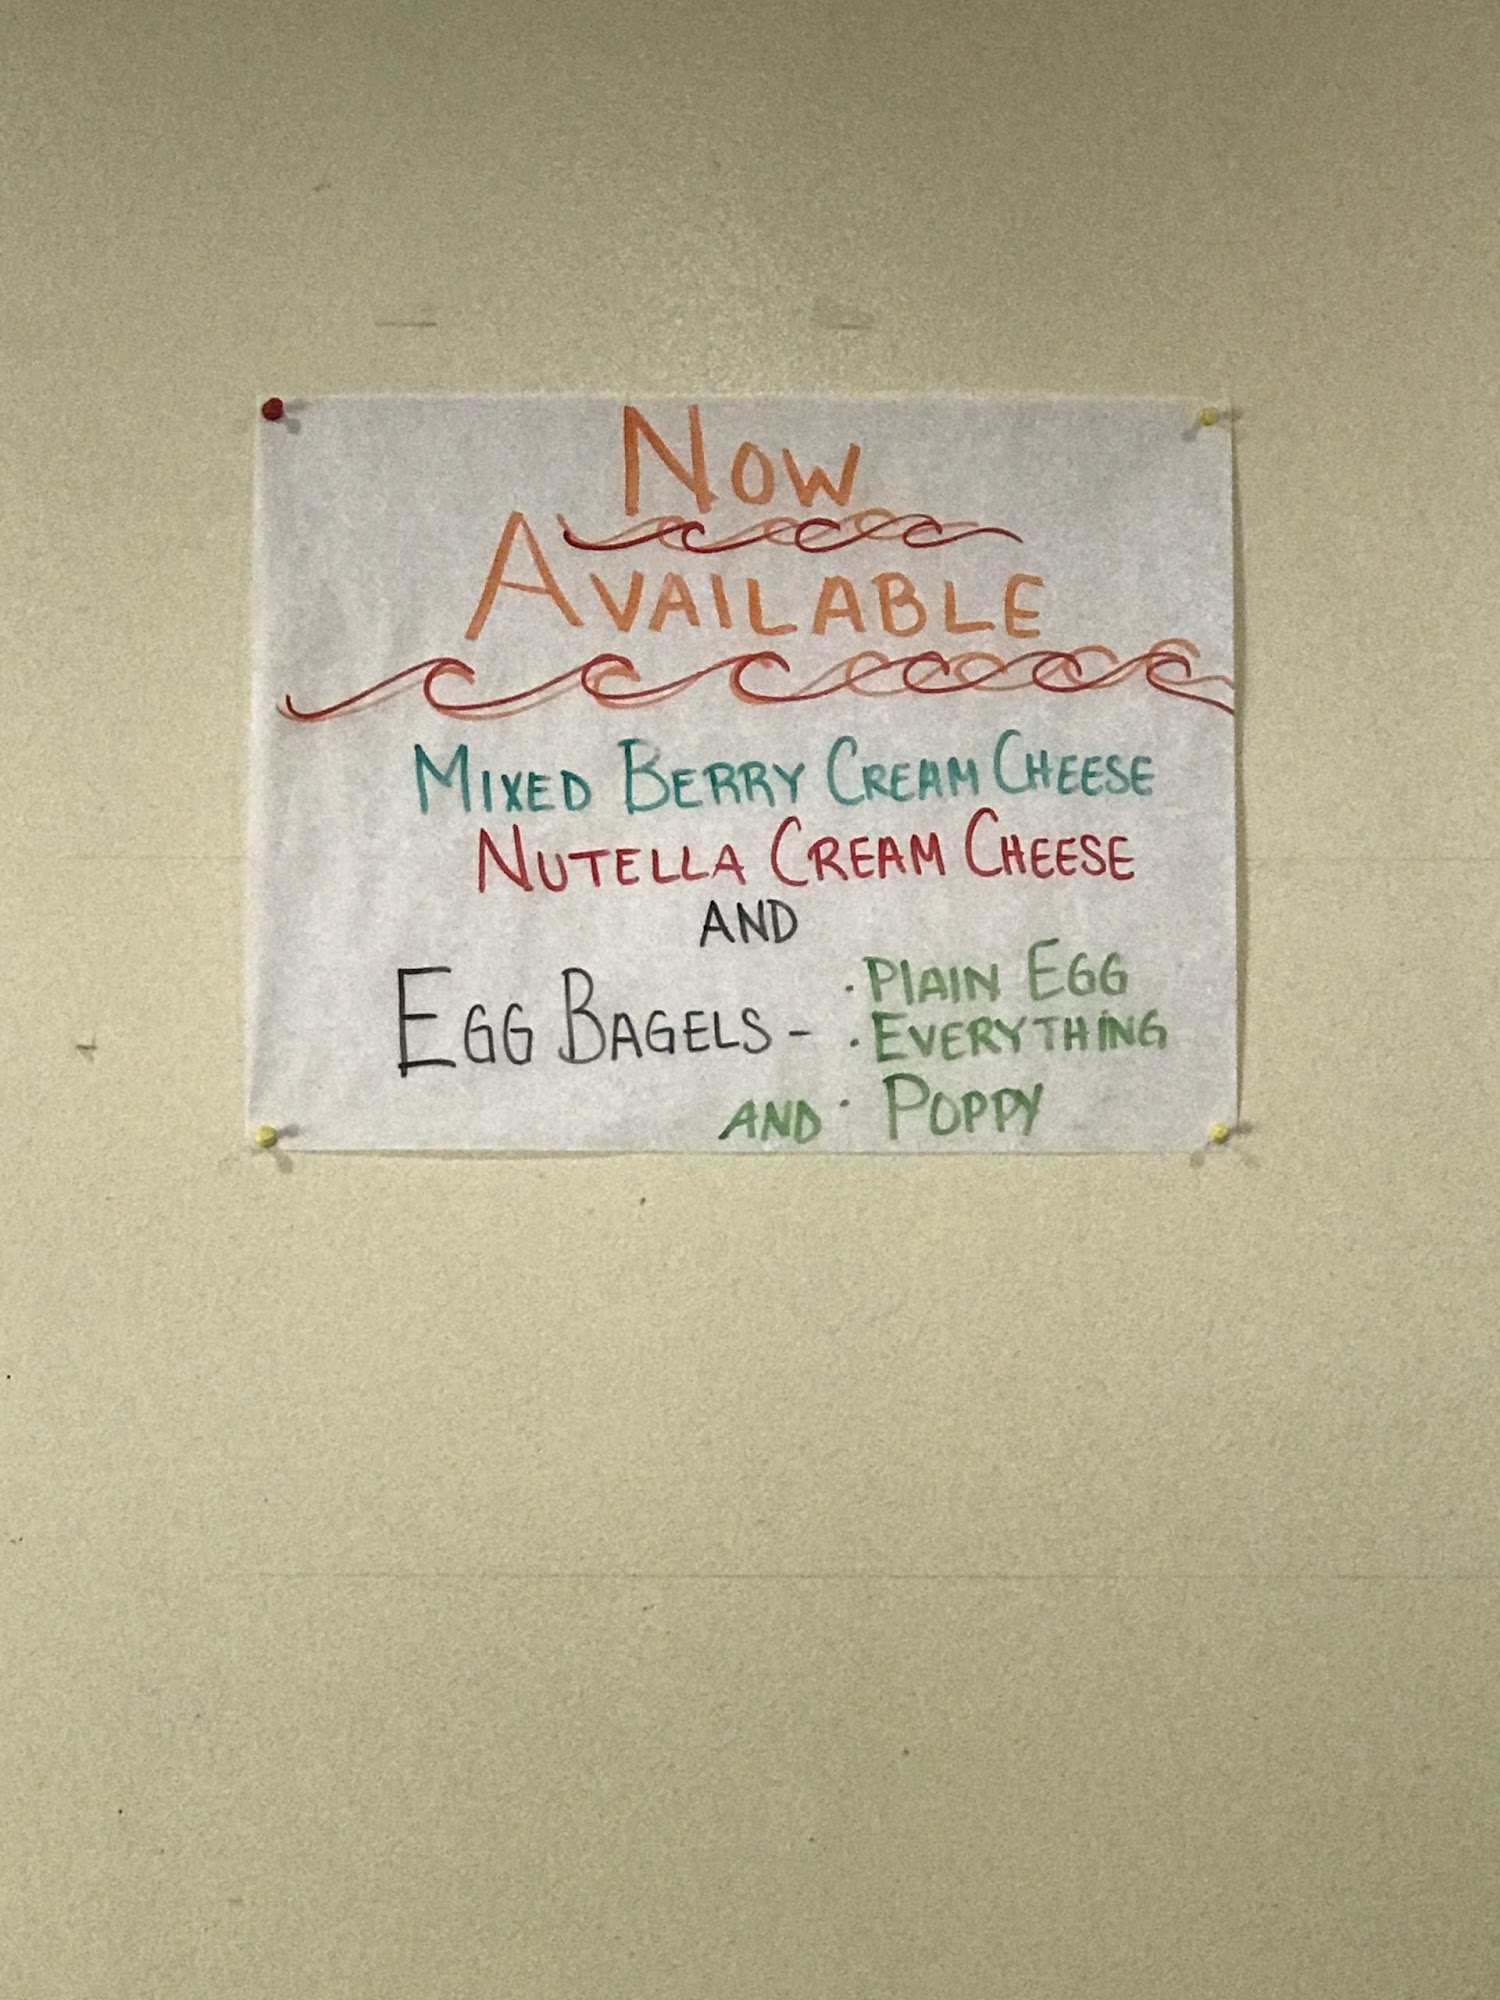 NOW
AVAILABLE
MIXED BERRY CREAM CHEESE
NUTELLA CREAM CHEESE
AND
EGG BAGELS - · PLAIN EGG
· EVERYTHING
AND · POPPY